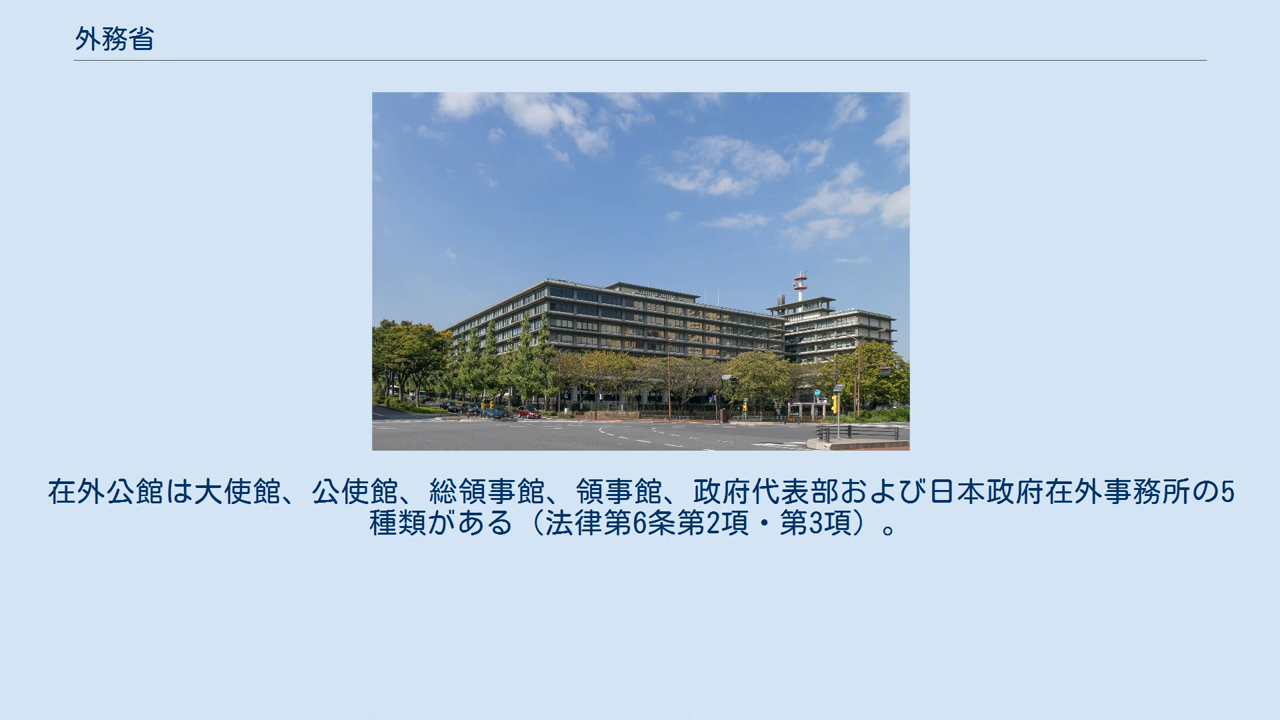 外務省
在外公館は大使館、公使館、総領事館、領事館、政府代表部および日本政府在外事務所の5
種類がある（法律第6条第2項・第3項）。